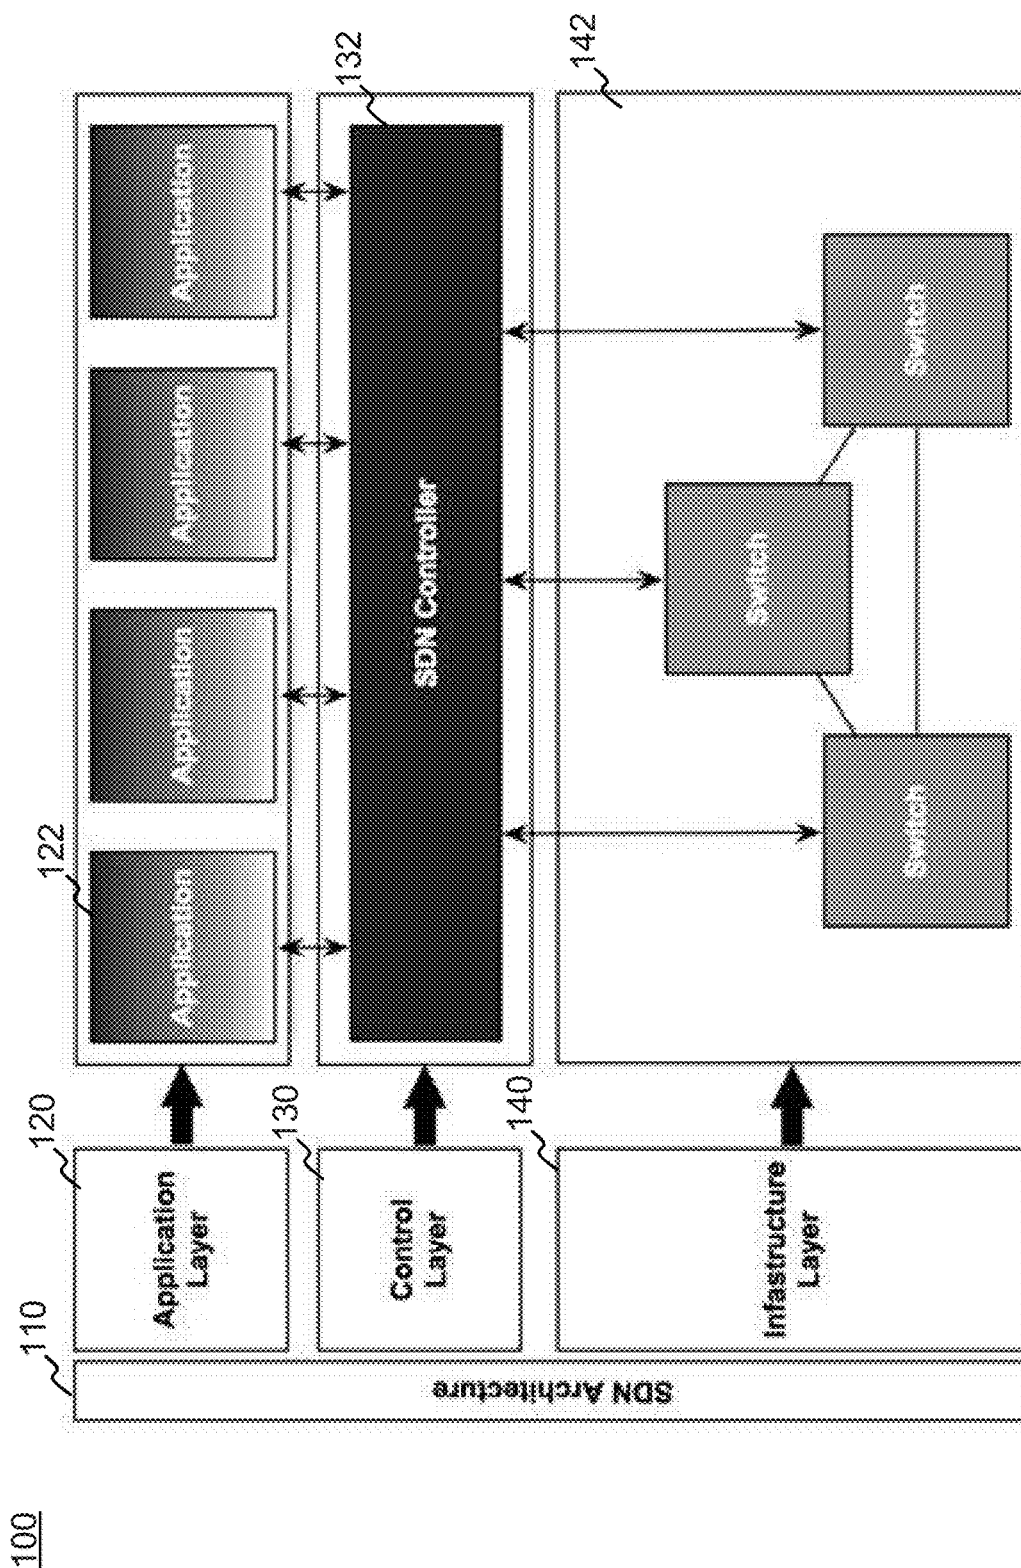 100
110
SDN Architecture
120
Application
Layer
122
Application
Application
Application
Application
130
Control
Layer
132
SDN Controller
140
Infastructure
Layer
142
Switch
Switch
Switch